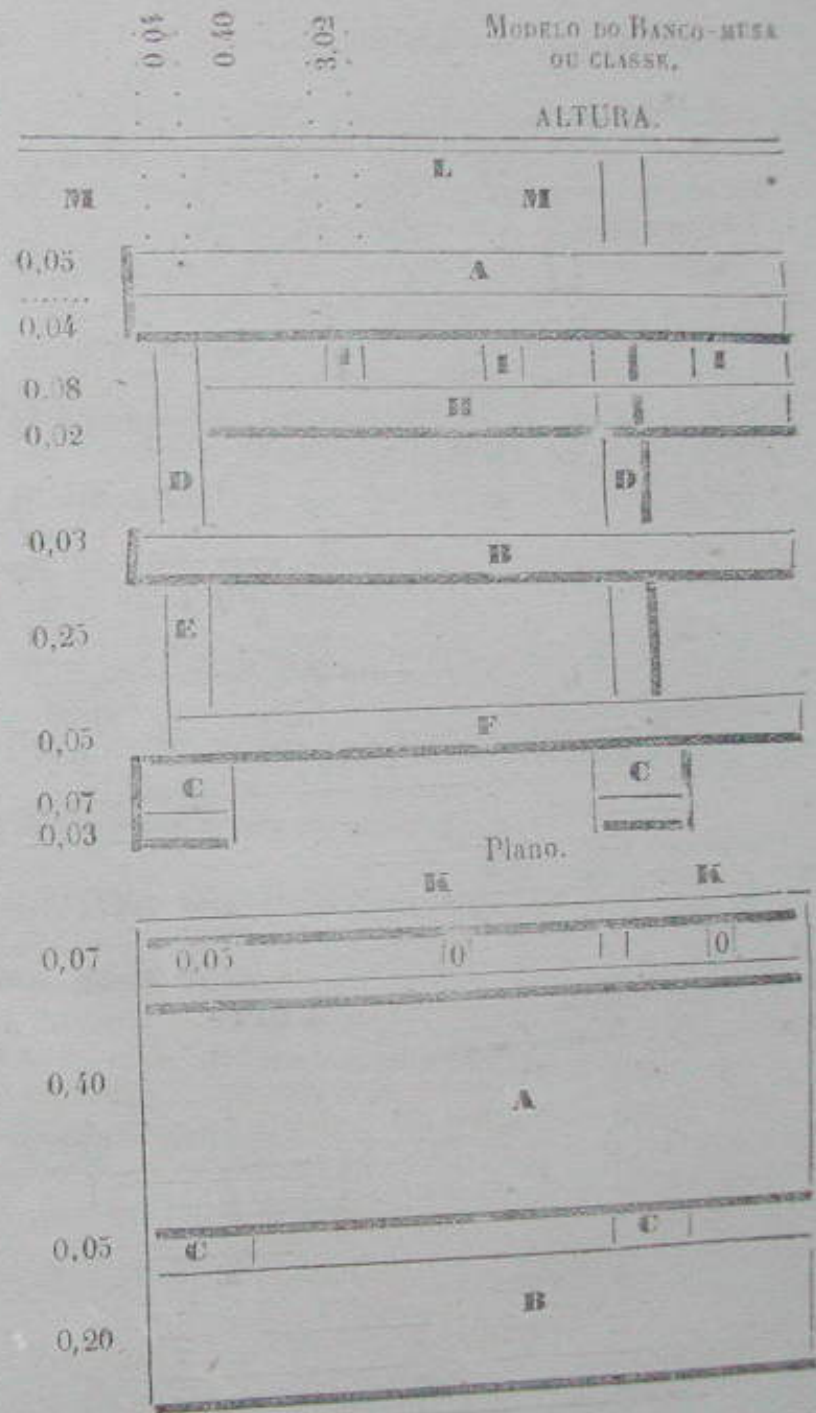 MODELO DO BANCO-MESA
OU CLASSE.
0.04 0.40 3,02
ALTURA.
L
M M
0,05 A
0,04
0.08
H
0,02
D D
0,03 B
E
0,25
F
0,05
C C
0,07
0,03
Plano.
K K
0,07 0,05 0 0
0,40 A
0,05 C C
B
0,20